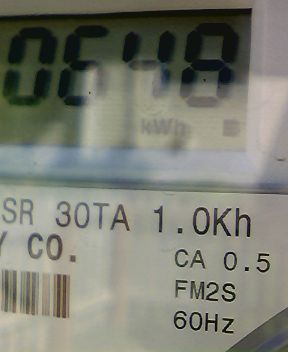 0648
kWh
SR 30TA 1.0Kh
Y CO.
CA 0.5
FM2S
60Hz